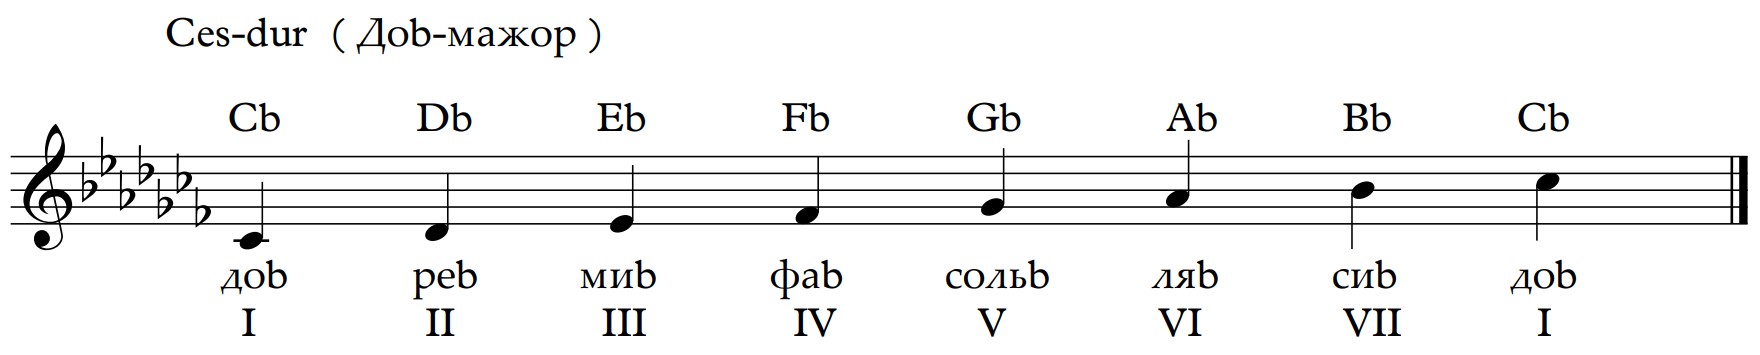 Ces-dur ( Доb-мажор )
Cb Db Eb Fb Gb Ab Bb Cb
доb реb миb фаb сольb ляb сиb доb
I II III IV V VI VII I